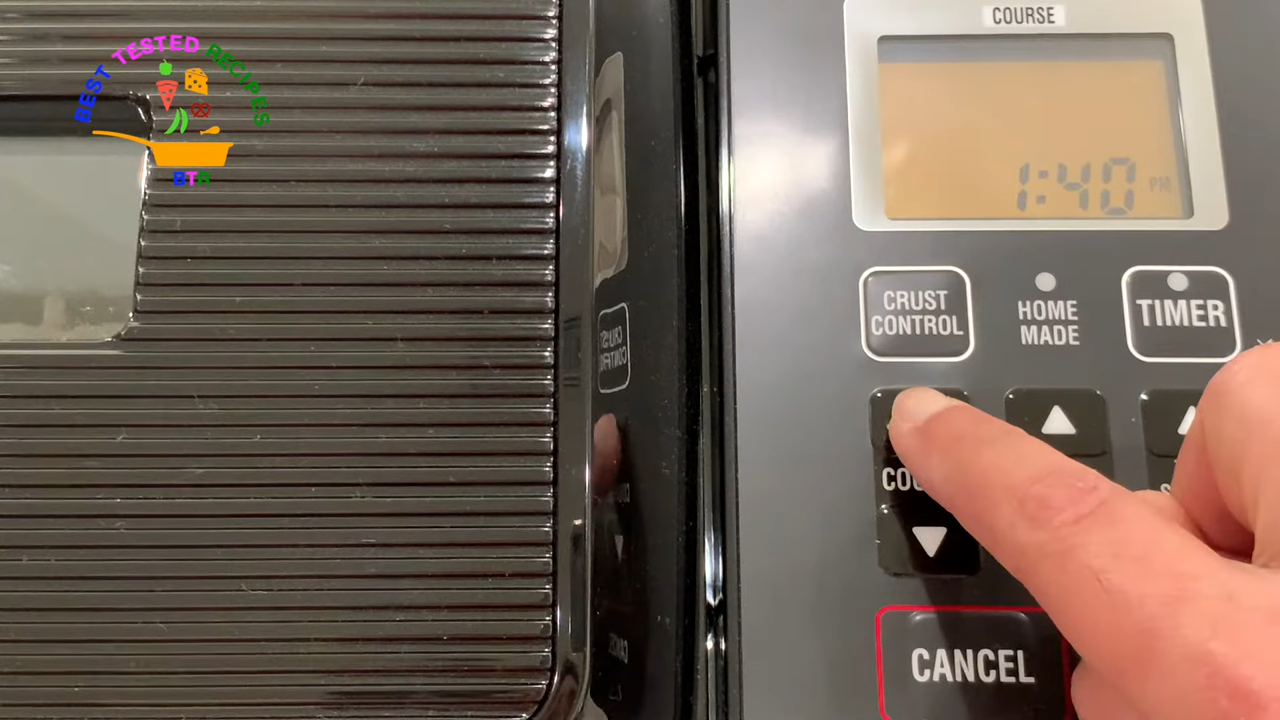 BEST TESTED RECIPES
BTR
COURSE
1:40 PM
CRUST
CONTROL
HOME
MADE
TIMER
CANCEL